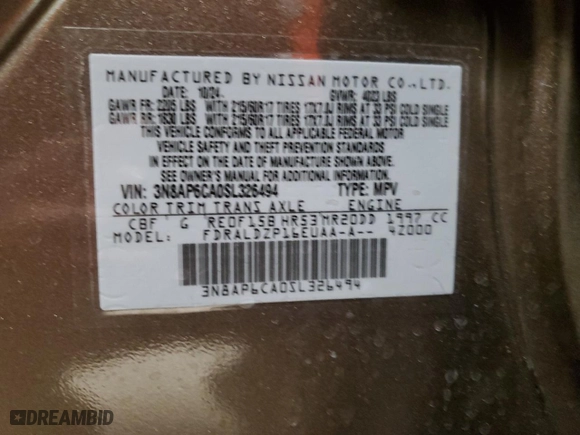 MANUFACTURED BY NISSAN MOTOR CO.,LTD.
DATE: 10/24 GVWR: 4023 LBS
GAWR FR: 2205 LBS WITH 215/60R17 TIRES 17X7.0J RIMS AT 33 PSI COLD SINGLE
GAWR RR: 1830 LBS WITH 215/60R17 TIRES 17X7.0J RIMS AT 33 PSI COLD SINGLE
THIS VEHICLE CONFORMS TO ALL APPLICABLE FEDERAL MOTOR
VEHICLE SAFETY AND THEFT PREVENTION STANDARDS
IN EFFECT ON THE DATE OF MANUFACTURE SHOWN ABOVE.
SEE OWNER'S MANUAL FOR ADDITIONAL INFORMATION.
VIN: 3N8AP6CA0SL326494 TYPE: MPV
COLOR TRIM TRANS AXLE ENGINE
CBF G RE0F15B HR53 MR20DD 1997 CC
MODEL: FDRALDZP16EUAA-A-- 42000
3N8AP6CA0SL326494
DREAMBID